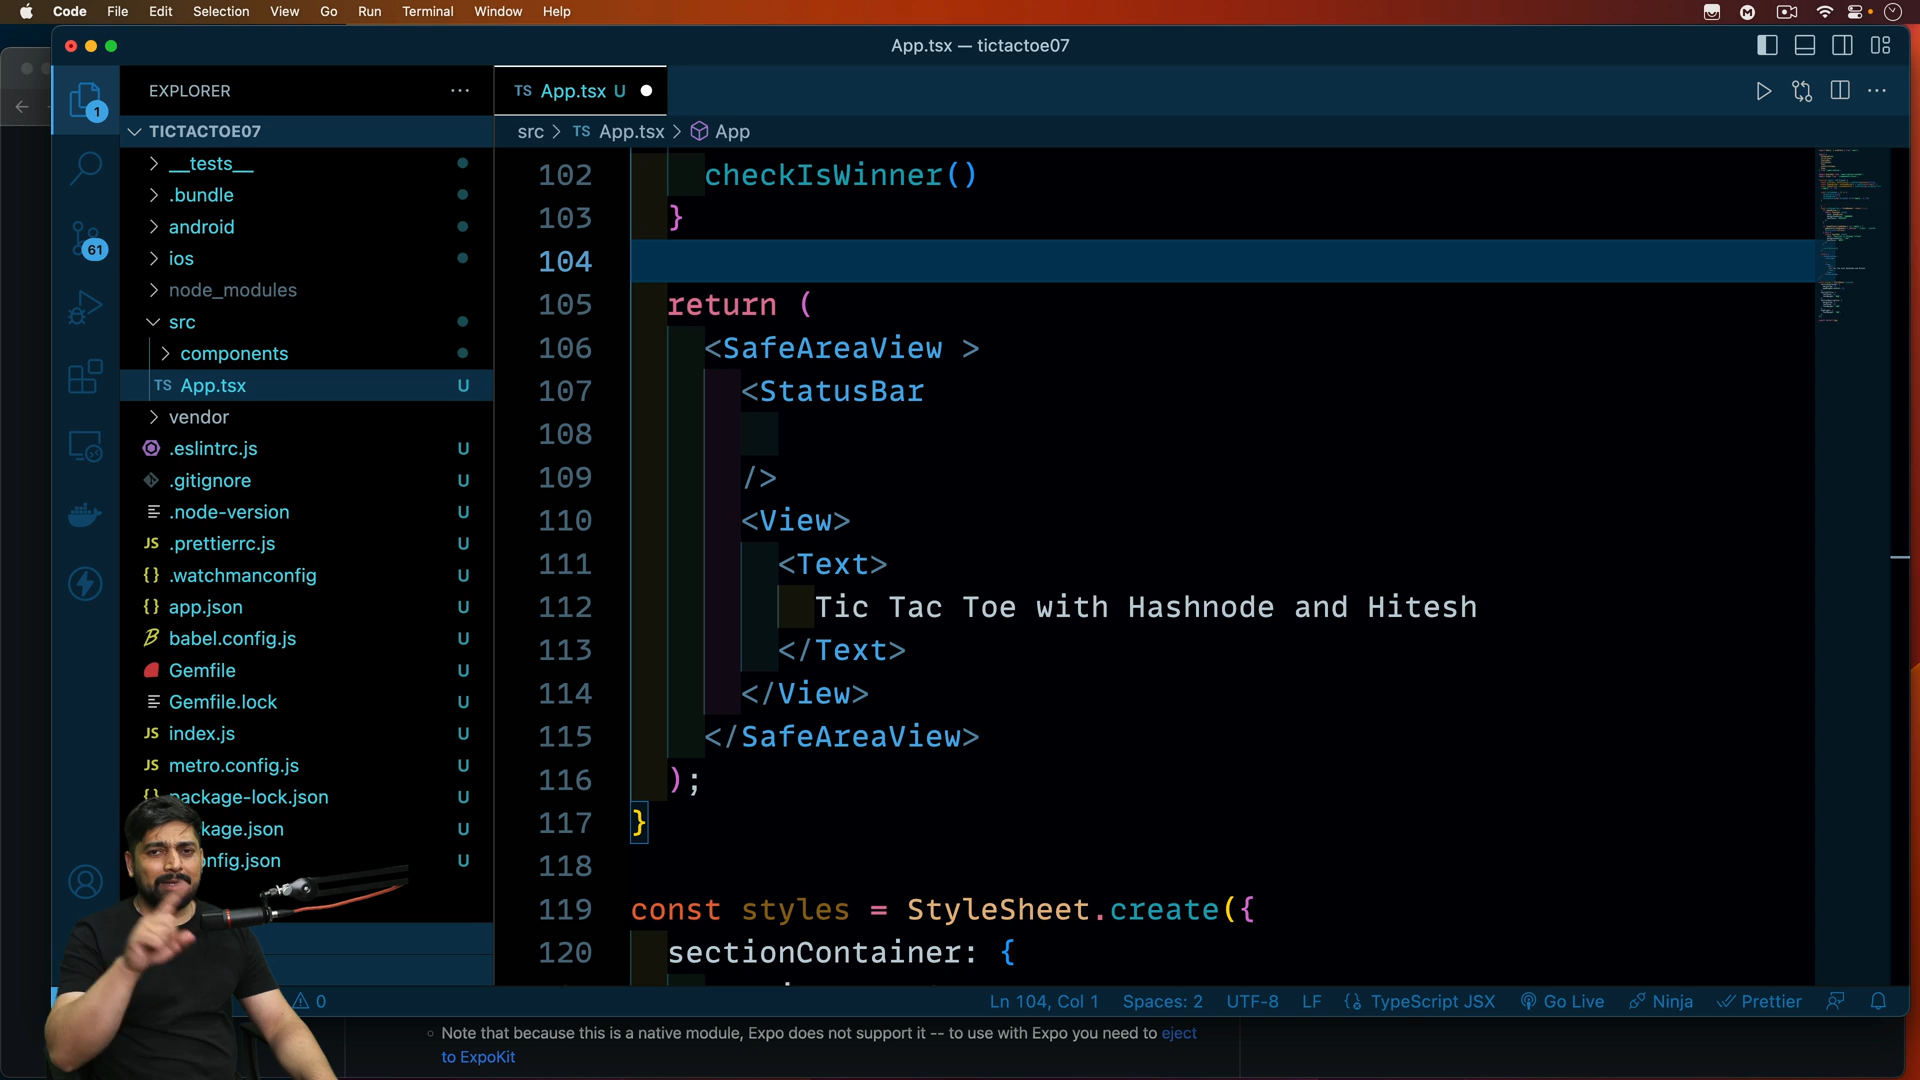 Code File Edit Selection View Go Run Terminal Window Help
App.tsx — tictactoe07
EXPLORER
TS App.tsx U
1
TICTACTOE07
src > TS App.tsx > App
__tests__
.bundle
android
ios
61
node_modules
src
components
TS App.tsx U
vendor
.eslintrc.js U
.gitignore U
.node-version U
JS .prettierrc.js U
{} .watchmanconfig U
{} app.json U
babel.config.js U
Gemfile U
Gemfile.lock U
JS index.js U
JS metro.config.js U
package-lock.json U
kage.json U
onfig.json U
102 checkIsWinner()
103 }
104
105 return (
106 <SafeAreaView >
107 <StatusBar
108
109 />
110 <View>
111 <Text>
112 Tic Tac Toe with Hashnode and Hitesh
113 </Text>
114 </View>
115 </SafeAreaView>
116 );
117 }
118
119 const styles = StyleSheet.create({
120 sectionContainer: {
0 Ln 104, Col 1 Spaces: 2 UTF-8 LF {} TypeScript JSX Go Live Ninja Prettier
Note that because this is a native module, Expo does not support it -- to use with Expo you need to eject
to ExpoKit